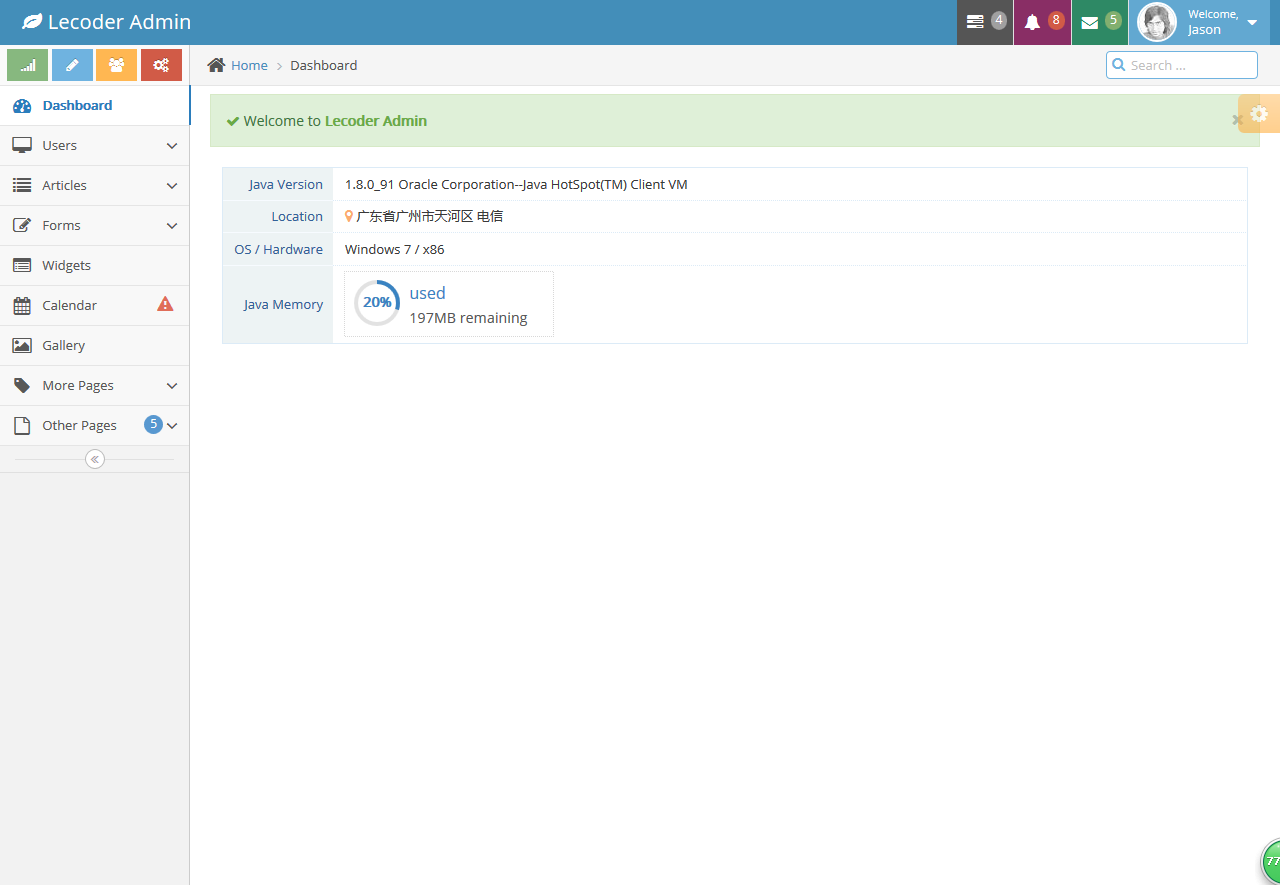 Lecoder Admin
4
8
5
Welcome,
Jason
Home
Dashboard
Search ...
Dashboard
Users
Articles
Forms
Widgets
Calendar
Gallery
More Pages
Other Pages 5
Welcome to Lecoder Admin
Java Version 1.8.0_91 Oracle Corporation--Java HotSpot(TM) Client VM
Location 广东省广州市天河区 电信
OS / Hardware Windows 7 / x86
Java Memory 20% used
197MB remaining
77